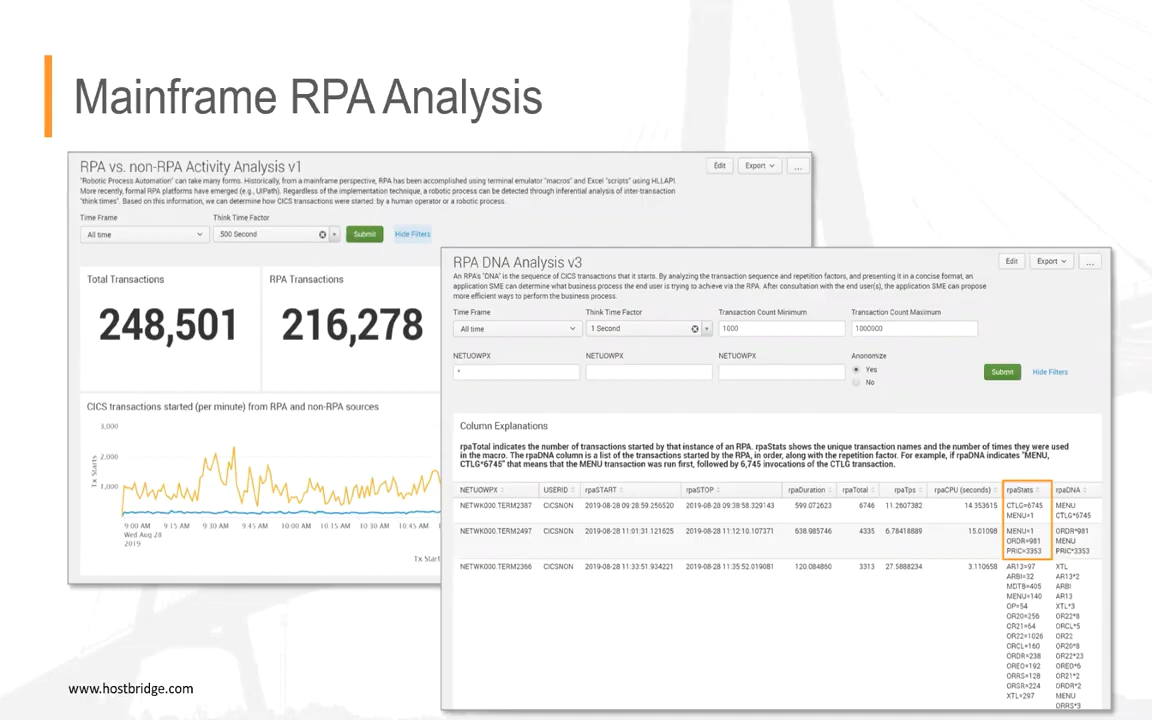 Mainframe RPA Analysis
RPA vs. non-RPA Activity Analysis v1
Edit
Export
...
"Robotic Process Automation" can take many forms. Historically, from a mainframe perspective, RPA has been accomplished using terminal emulator "macros" and Excel "scripts" using HLLAPI.
More recently, formal RPA platforms have emerged (e.g., UIPath). Regardless of the implementation technique, a robotic process can be detected through inferential analysis of inter-transaction
"think times". Based on this information, we can determine how CICS transactions were started: by a human operator or a robotic process.
Time Frame
Think Time Factor
All time
.500 Second
Submit
Hide Filters
Total Transactions
RPA Transactions
248,501
216,278
CICS transactions started (per minute) from RPA and non-RPA sources
3,000
2,000
1,000
Tx Starts
9:00 AM 9:15 AM 9:30 AM 9:45 AM 10:00 AM 10:15 AM 10:30 AM 10:45 AM
Wed Aug 28
2019
Tx Start
RPA DNA Analysis v3
Edit
Export
...
An RPA's "DNA" is the sequence of CICS transactions that it starts. By analyzing the transaction sequence and repetition factors, and presenting it in a concise format, an
application SME can determine what business process the end user is trying to achieve via the RPA. After consultation with the end user(s), the application SME can propose
more efficient ways to perform the business process.
Time Frame Think Time Factor Transaction Count Minimum Transaction Count Maximum
All time 1 Second 1000 1000000
NETUOWPX NETUOWPX NETUOWPX Anonomize
* Yes
No
Submit
Hide Filters
Column Explanations
rpaTotal indicates the number of transactions started by that instance of an RPA. rpaStats shows the unique transaction names and the number of times they were used
in the macro. The rpaDNA column is a list of the transactions started by the RPA, in order, along with the repetition factor. For example, if rpaDNA indicates "MENU,
CTLG*6745" that means that the MENU transaction was run first, followed by 6,745 invocations of the CTLG transaction.
NETUOWPX USERID rpaSTART rpaSTOP rpaDuration rpaTotal rpaTps rpaCPU (seconds) rpaStats rpaDNA
NETWK000.TERM2387 CICSNON 2019-08-28 09:28:59.256520 2019-08-28 09:38:58.329143 599.072623 6746 11.2607382 14.353615 CTLG=6745 MENU
MENU=1 CTLG*6745
NETWK000.TERM2497 CICSNON 2019-08-28 11:01:31.121625 2019-08-28 11:12:10.107371 638.985746 4335 6.78418889 15.01098 MENU=1 ORDR*981
ORDR=981 MENU
PRIC=3353 PRIC*3353
NETWK000.TERM2366 CICSNON 2019-08-28 11:33:51.934221 2019-08-28 11:35:52.019081 120.084860 3313 27.5888234 3.110658 AR13=97 XTL
ARBI=32 AR13*2
MDTB=405 ARBI
MENU=140 AR13
OP=54 XTL*3
OR20=256 OR22*8
OR21=64 ORCL*5
OR22=1026 OR22
ORCL=160 OR20*8
ORDR=238 OR22*23
OREO=192 OREO*6
ORRS=128 OR21*2
ORSR=224 ORDR*2
XTL=297 MENU
ORRS*3
www.hostbridge.com